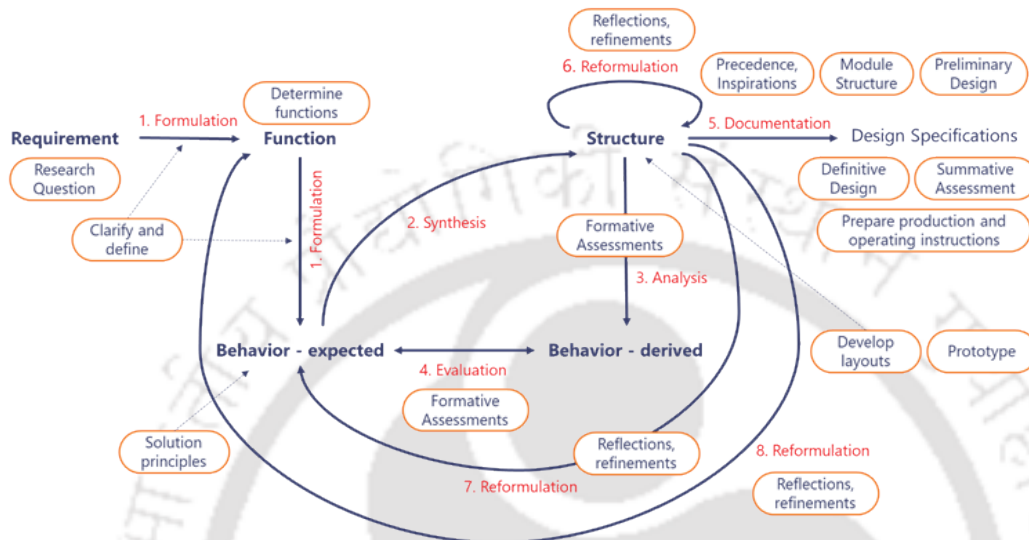 Reflections,
refinements
6. Reformulation
Precedence,
Inspirations
Module
Structure
Preliminary
Design
Determine
functions
1. Formulation
Requirement
Function
Structure
5. Documentation
Design Specifications
Research
Question
Definitive
Design
Summative
Assessment
Clarify and
define
1. Formulation
2. Synthesis
Formative
Assessments
Prepare production and
operating instructions
3. Analysis
Behavior - expected
Behavior - derived
Develop
layouts
Prototype
4. Evaluation
Formative
Assessments
Solution
principles
Reflections,
refinements
8. Reformulation
7. Reformulation
Reflections,
refinements